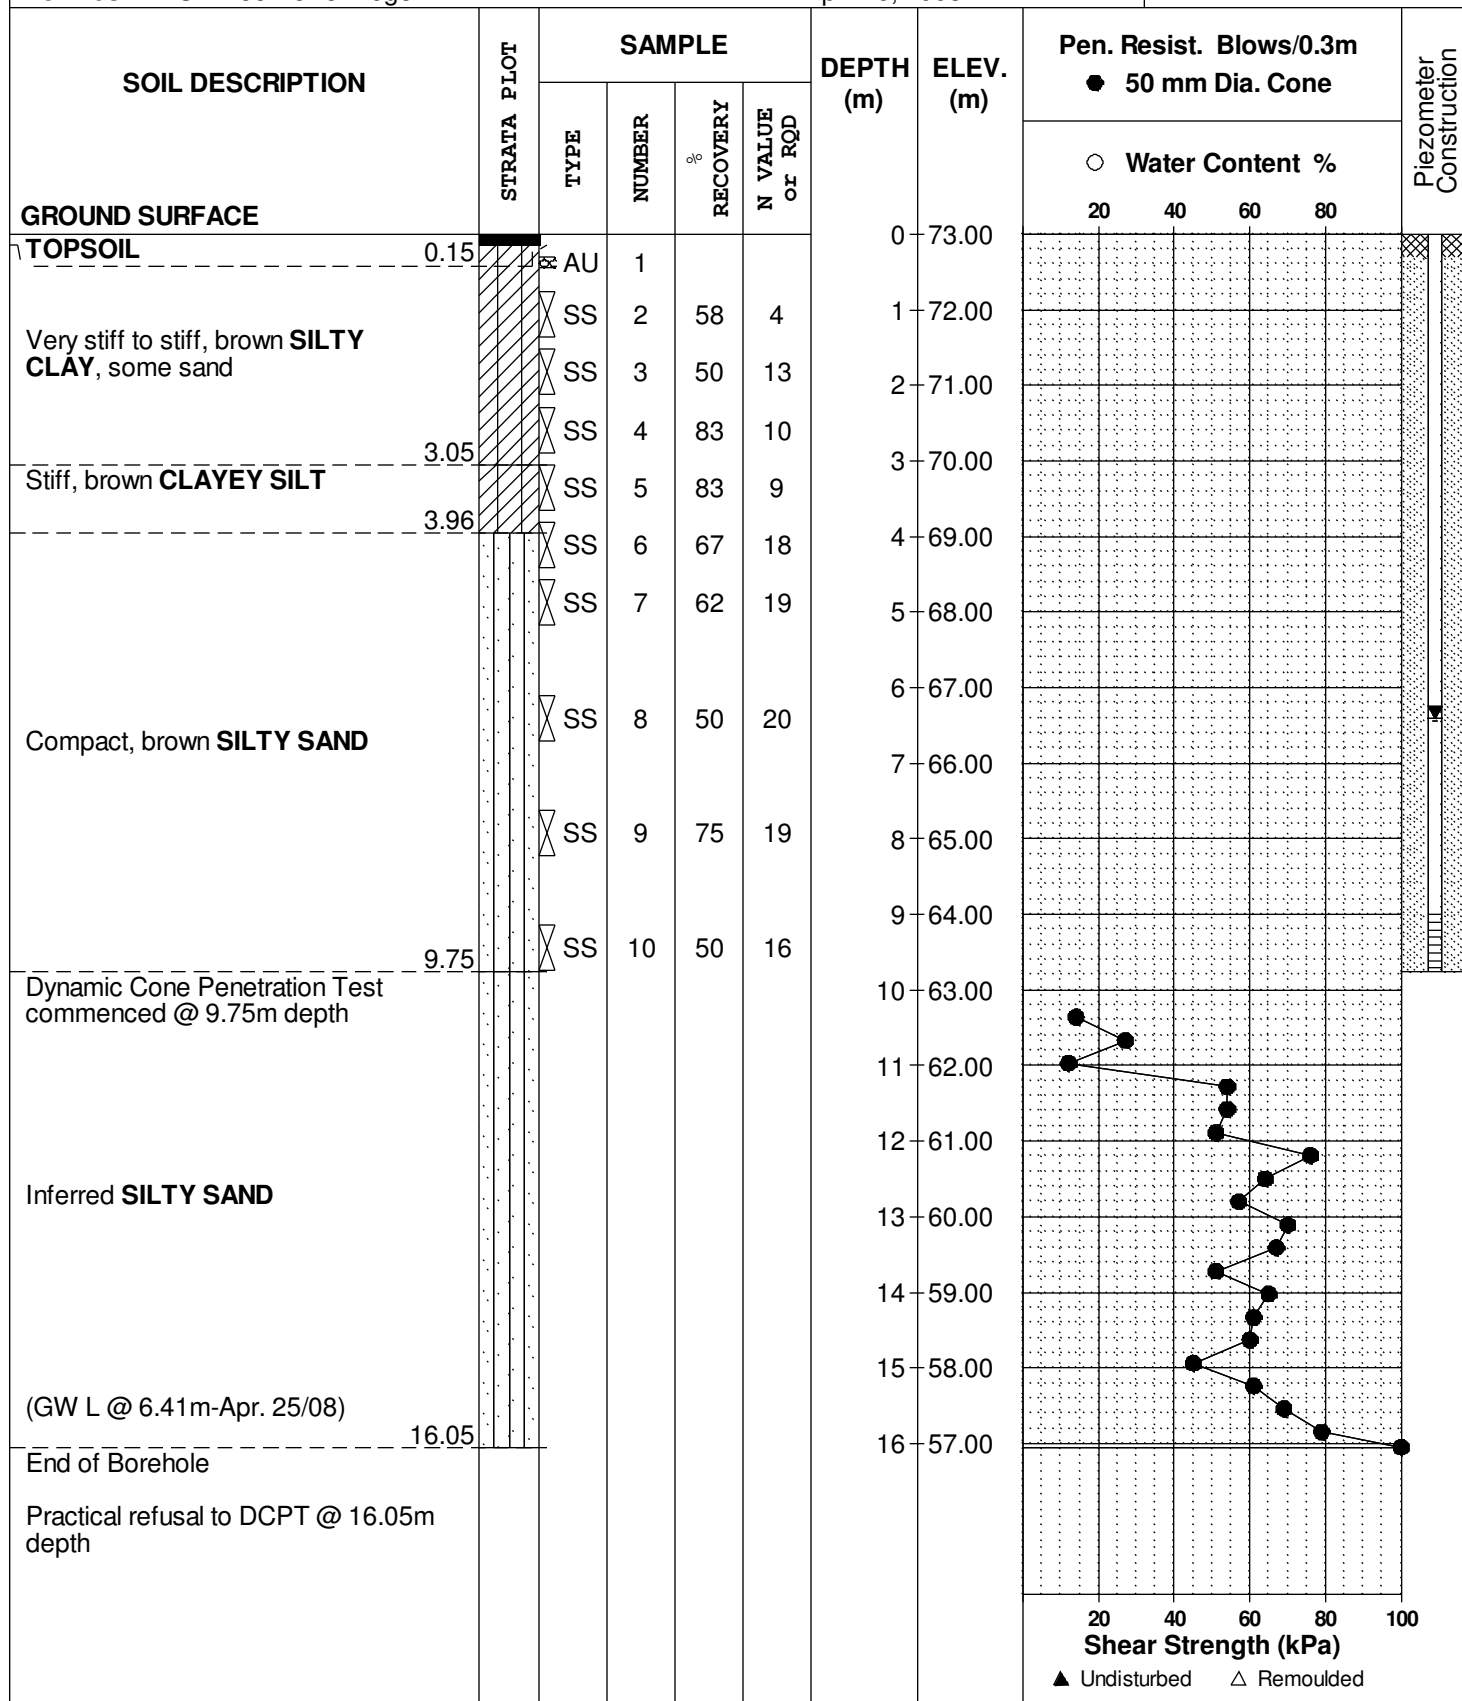 SOIL DESCRIPTION
GROUND SURFACE
STRATA PLOT
SAMPLE
TYPE
NUMBER
% RECOVERY
N VALUE or RQD
DEPTH (m)
ELEV. (m)
Pen. Resist. Blows/0.3m
● 50 mm Dia. Cone
○ Water Content %
20 40 60 80
Piezometer Construction
TOPSOIL 0.15
Very stiff to stiff, brown SILTY
CLAY, some sand
3.05
Stiff, brown CLAYEY SILT
3.96
Compact, brown SILTY SAND
9.75
Dynamic Cone Penetration Test
commenced @ 9.75m depth
Inferred SILTY SAND
(GWL @ 6.41m-Apr. 25/08)
16.05
End of Borehole
Practical refusal to DCPT @ 16.05m
depth
AU 1
SS 2 58 4
SS 3 50 13
SS 4 83 10
SS 5 83 9
SS 6 67 18
SS 7 62 19
SS 8 50 20
SS 9 75 19
SS 10 50 16
0 73.00
1 72.00
2 71.00
3 70.00
4 69.00
5 68.00
6 67.00
7 66.00
8 65.00
9 64.00
10 63.00
11 62.00
12 61.00
13 60.00
14 59.00
15 58.00
16 57.00
20 40 60 80 100
Shear Strength (kPa)
▲ Undisturbed △ Remoulded